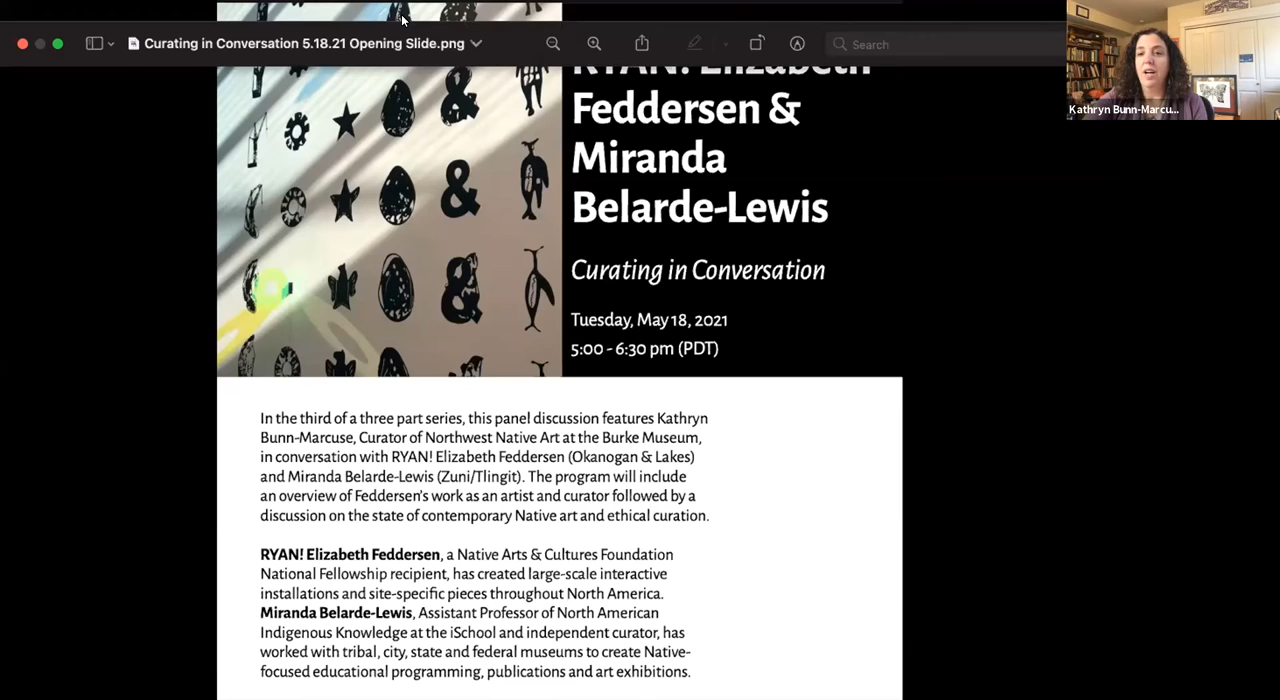 Curating in Conversation 5.18.21 Opening Slide.png
Search
Kathryn Bunn-Marcu...
RYAN! Elizabeth
Feddersen &
Miranda
Belarde-Lewis
Curating in Conversation
Tuesday, May 18, 2021
5:00 - 6:30 pm (PDT)
&
&
&
In the third of a three part series, this panel discussion features Kathryn
Bunn-Marcuse, Curator of Northwest Native Art at the Burke Museum,
in conversation with RYAN! Elizabeth Feddersen (Okanogan & Lakes)
and Miranda Belarde-Lewis (Zuni/Tlingit). The program will include
an overview of Feddersen's work as an artist and curator followed by a
discussion on the state of contemporary Native art and ethical curation.
RYAN! Elizabeth Feddersen, a Native Arts & Cultures Foundation
National Fellowship recipient, has created large-scale interactive
installations and site-specific pieces throughout North America.
Miranda Belarde-Lewis, Assistant Professor of North American
Indigenous Knowledge at the iSchool and independent curator, has
worked with tribal, city, state and federal museums to create Native-
focused educational programming, publications and art exhibitions.